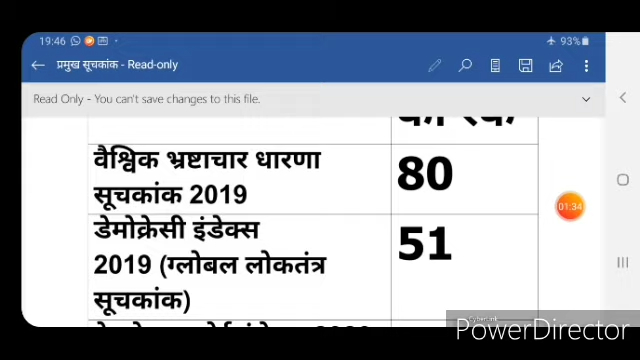 19:46
93%
प्रमुख सूचकांक - Read-only
Read Only - You can't save changes to this file.
वैश्विक भ्रष्टाचार धारणा
सूचकांक 2019
80
01:34
डेमोक्रेसी इंडेक्स
2019 (ग्लोबल लोकतंत्र
सूचकांक)
51
CyberLink
PowerDirector